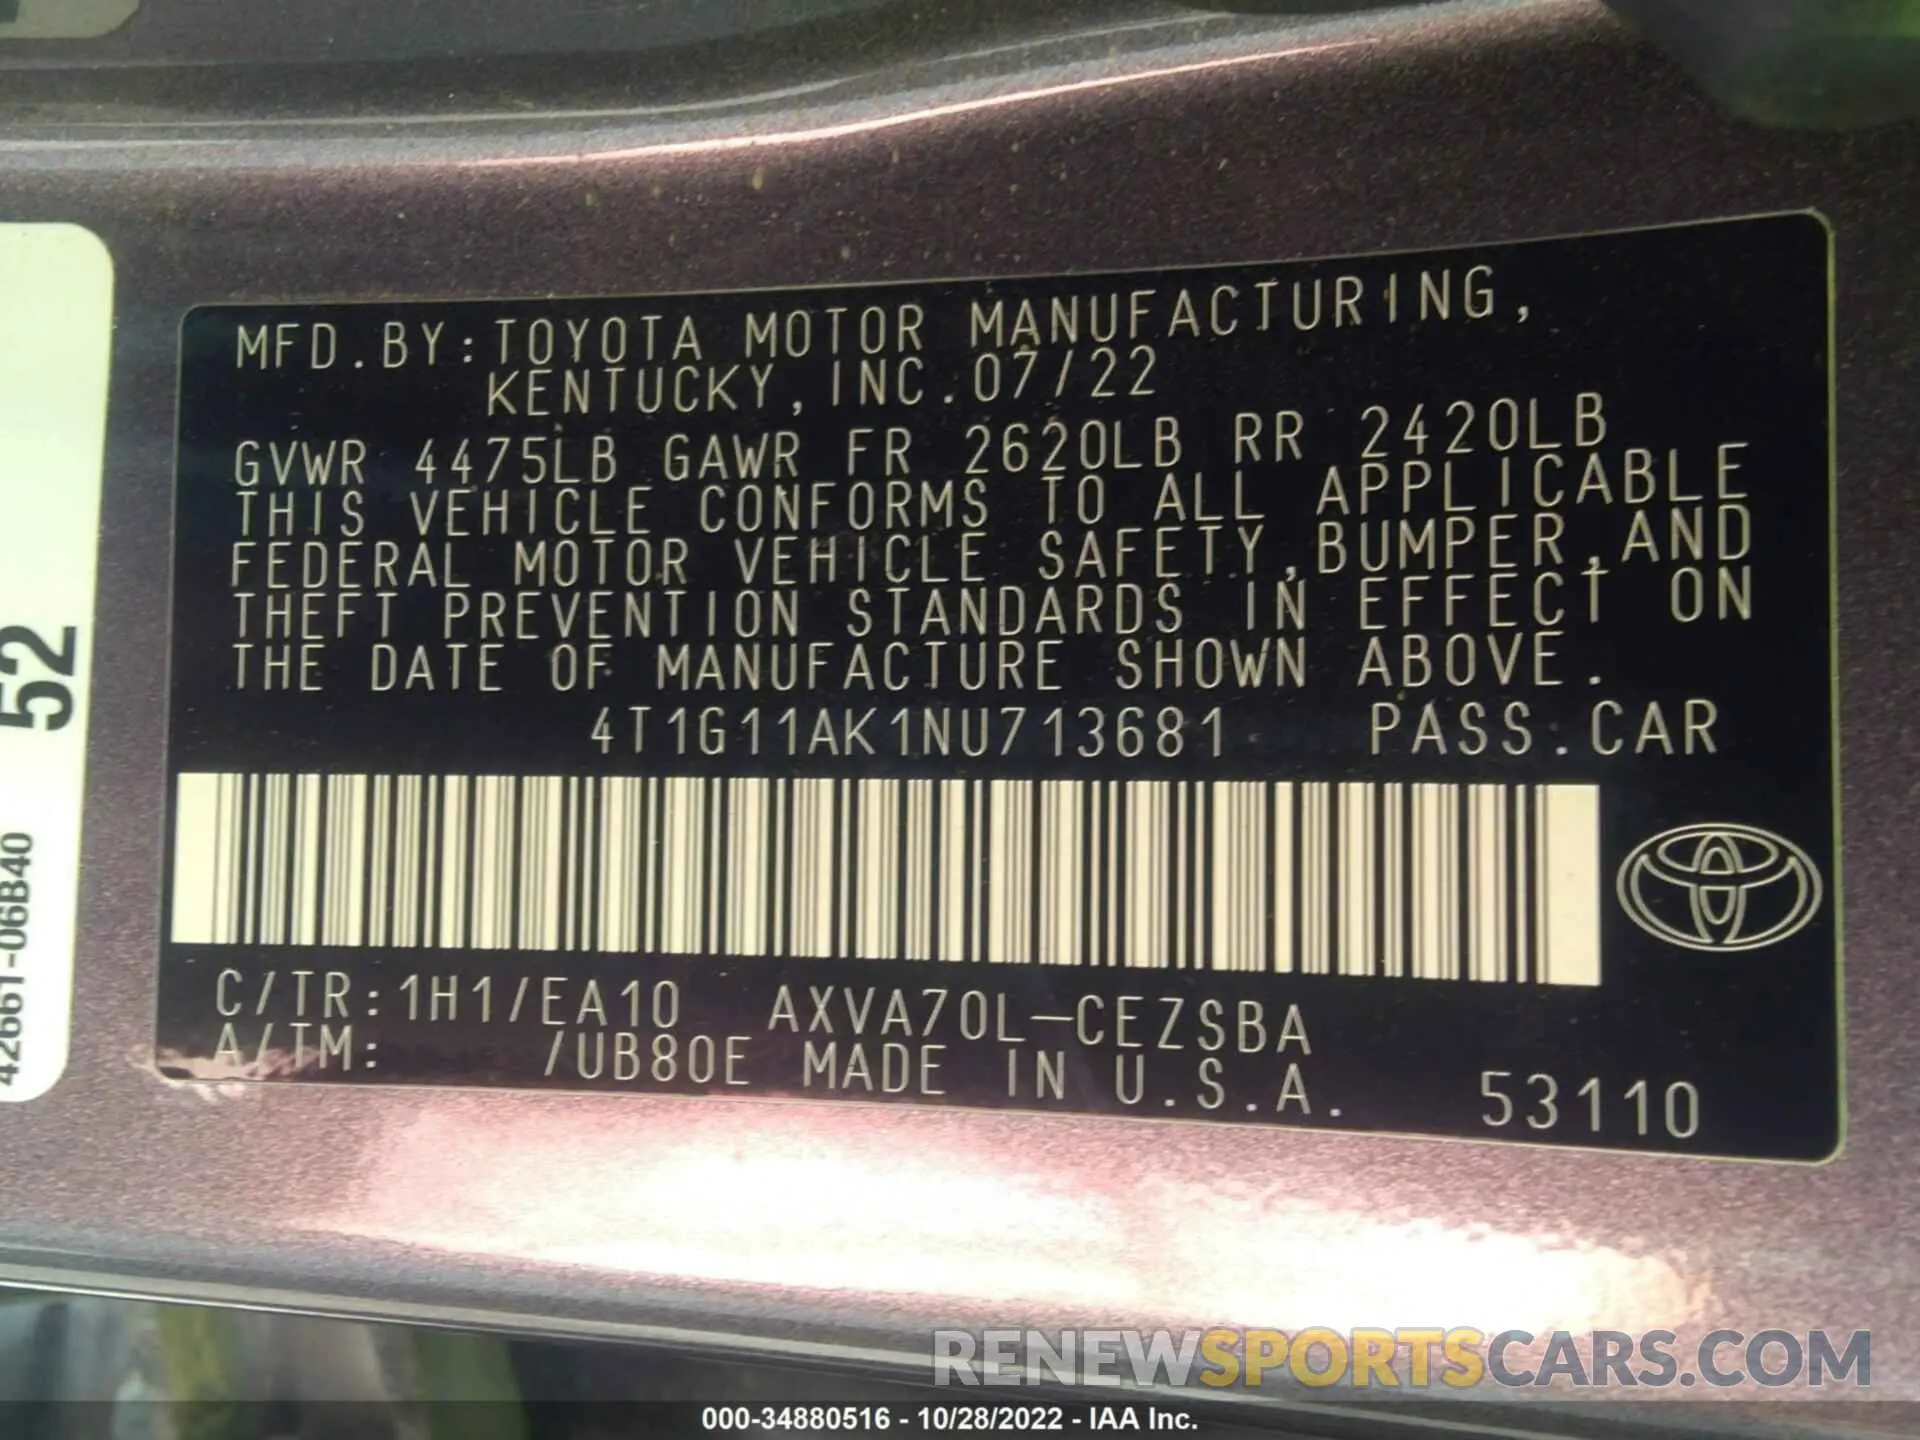 MFD.BY:TOYOTA MOTOR MANUFACTURING,
KENTUCKY,INC.07/22
GVWR 4475LB GAWR FR 2620LB RR 2420LB
THIS VEHICLE CONFORMS TO ALL APPLICABLE
FEDERAL MOTOR VEHICLE SAFETY,BUMPER,AND
THEFT PREVENTION STANDARDS IN EFFECT ON
THE DATE OF MANUFACTURE SHOWN ABOVE.
4T1G11AK1NU713681 PASS.CAR
C/TR:1H1/EA10 AXVA70L-CEZSBA
A/TM: /UB80E MADE IN U.S.A. 53110
52
42661-06B40
RENEWSPORTSCARS.COM
000-34880516 - 10/28/2022 - IAA Inc.